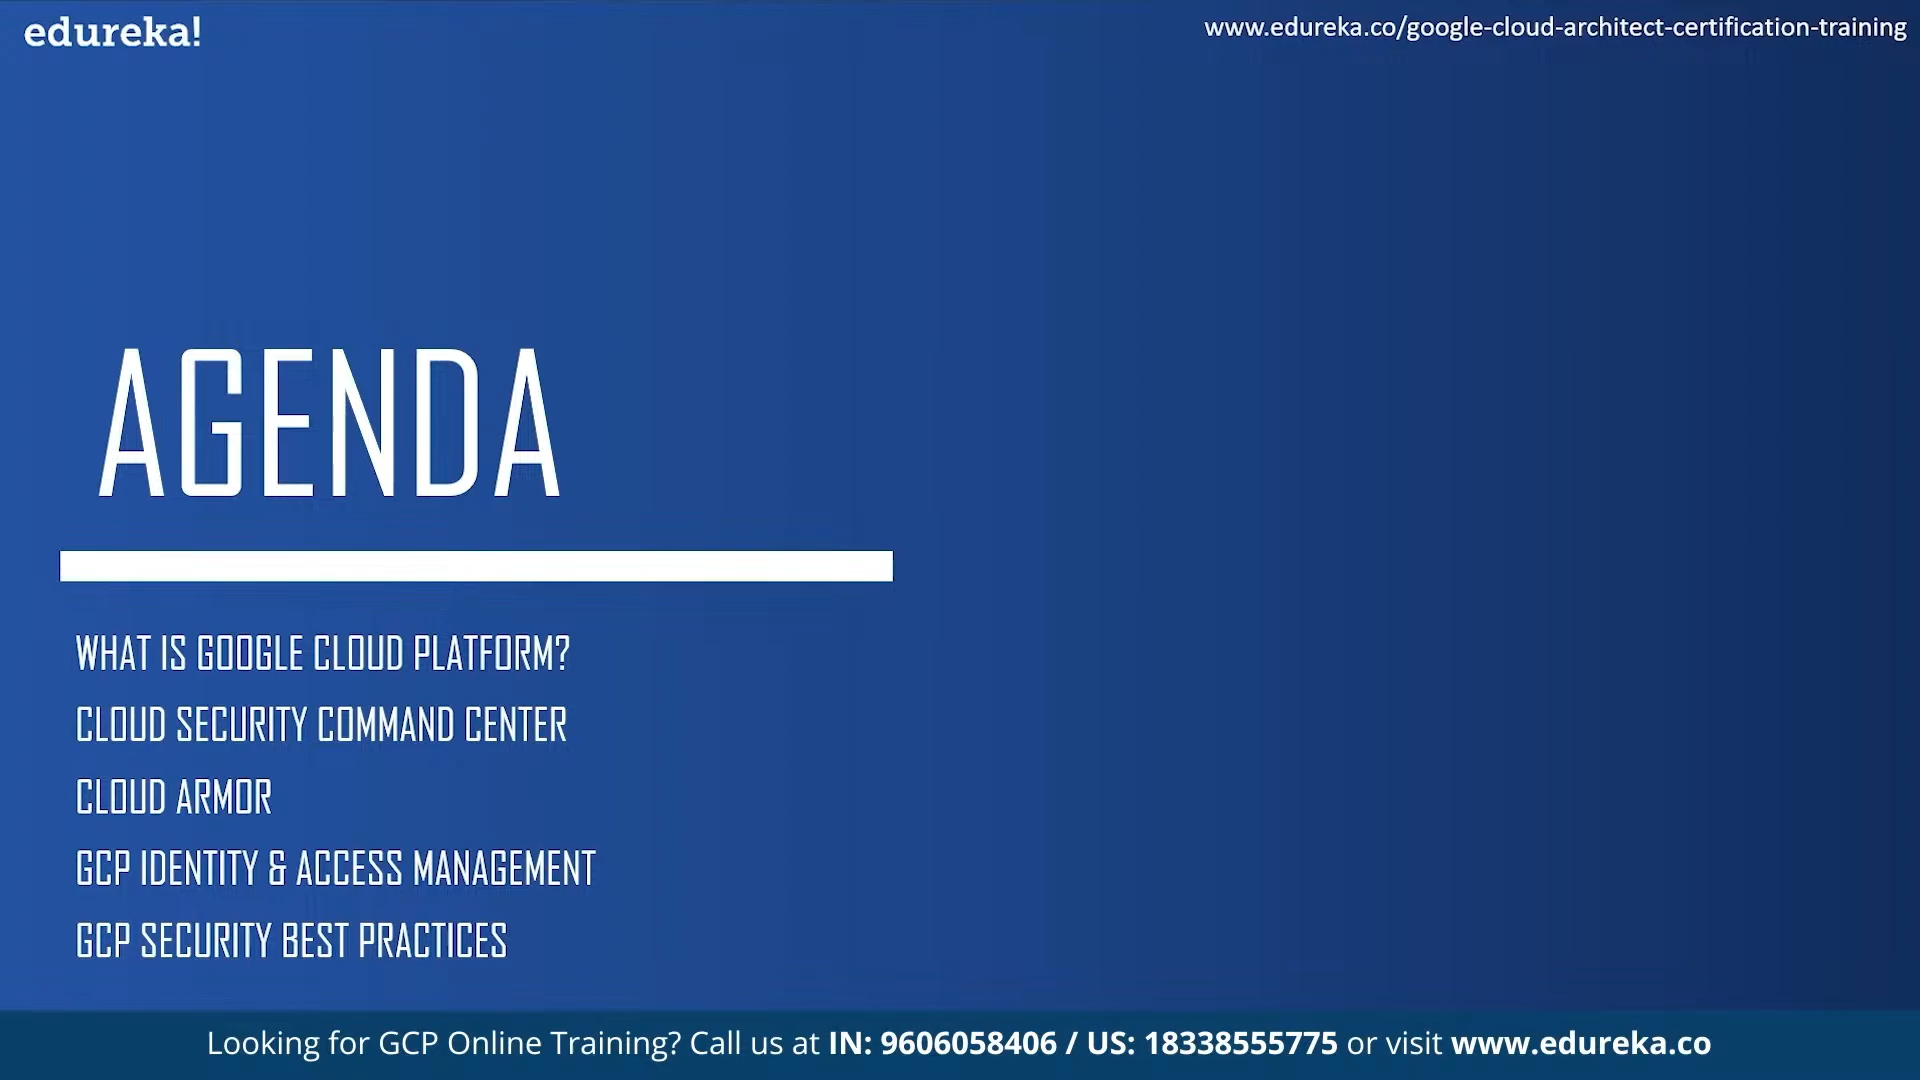 edureka!
www.edureka.co/google-cloud-architect-certification-training
AGENDA
WHAT IS GOOGLE CLOUD PLATFORM?
CLOUD SECURITY COMMAND CENTER
CLOUD ARMOR
GCP IDENTITY & ACCESS MANAGEMENT
GCP SECURITY BEST PRACTICES
Looking for GCP Online Training? Call us at IN: 9606058406 / US: 18338555775 or visit www.edureka.co